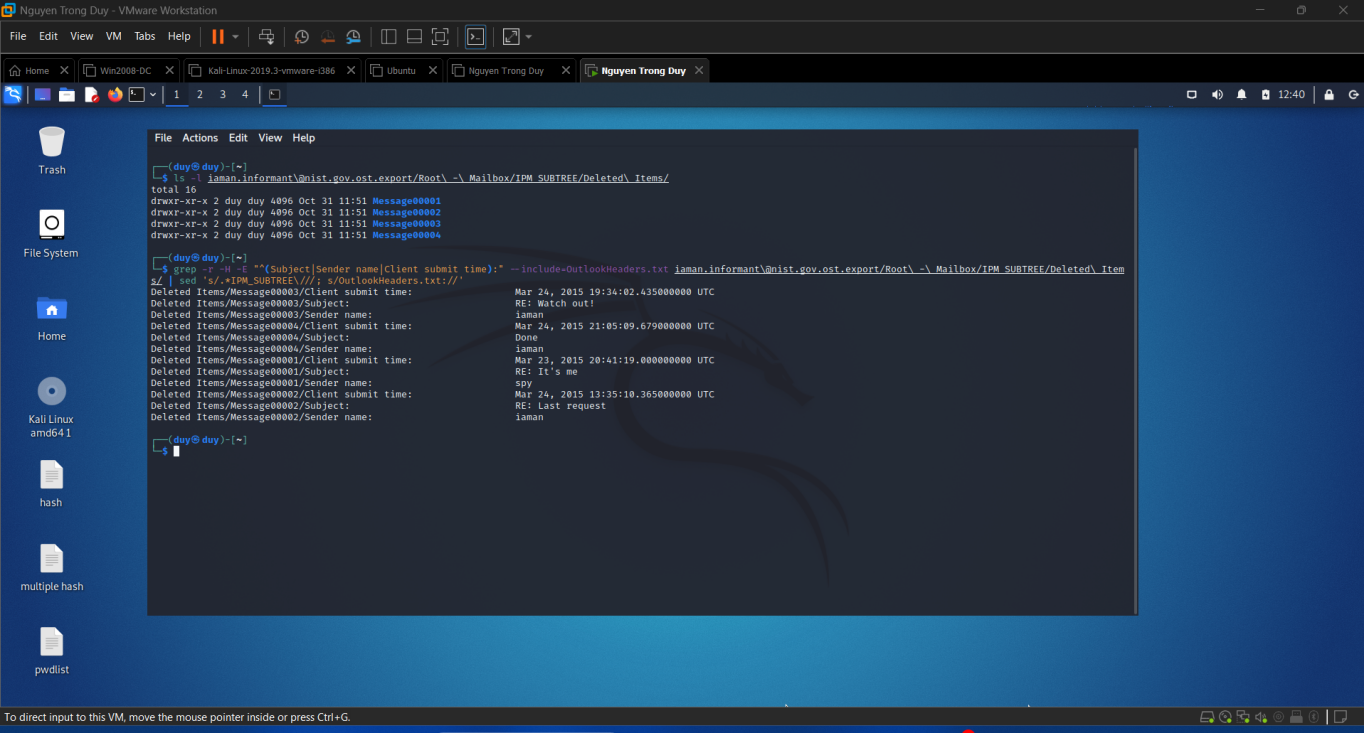 Nguyen Trong Duy - VMware Workstation
File Edit View VM Tabs Help
Home Win2008-DC Kali-Linux-2019.3-vmware-i386 Ubuntu Nguyen Trong Duy Nguyen Trong Duy
1 2 3 4 12:40
Trash
File System
Home
Kali Linux
amd64 1
hash
multiple hash
pwdlist
File Actions Edit View Help
┌──(duy㉿duy)-[~]
└─$ ls -l iaman.informant\@nist.gov.ost.export/Root\ -\ Mailbox/IPM_SUBTREE/Deleted\ Items/
total 16
drwxr-xr-x 2 duy duy 4096 Oct 31 11:51 Message00001
drwxr-xr-x 2 duy duy 4096 Oct 31 11:51 Message00002
drwxr-xr-x 2 duy duy 4096 Oct 31 11:51 Message00003
drwxr-xr-x 2 duy duy 4096 Oct 31 11:51 Message00004
┌──(duy㉿duy)-[~]
└─$ grep -r -H -E "^(Subject|Sender name|Client submit time):" --include=OutlookHeaders.txt iaman.informant\@nist.gov.ost.export/Root\ -\ Mailbox/IPM_SUBTREE/Deleted\ Item
s/ | sed 's/.*IPM_SUBTREE\///; s/OutlookHeaders.txt://'
Deleted Items/Message00003/Client submit time: Mar 24, 2015 19:34:02.435000000 UTC
Deleted Items/Message00003/Subject: RE: Watch out!
Deleted Items/Message00003/Sender name: iaman
Deleted Items/Message00004/Client submit time: Mar 24, 2015 21:05:09.679000000 UTC
Deleted Items/Message00004/Subject: Done
Deleted Items/Message00004/Sender name: iaman
Deleted Items/Message00001/Client submit time: Mar 23, 2015 20:41:19.000000000 UTC
Deleted Items/Message00001/Subject: RE: It's me
Deleted Items/Message00001/Sender name: spy
Deleted Items/Message00002/Client submit time: Mar 24, 2015 13:35:10.365000000 UTC
Deleted Items/Message00002/Subject: RE: Last request
Deleted Items/Message00002/Sender name: iaman
┌──(duy㉿duy)-[~]
└─$
To direct input to this VM, move the mouse pointer inside or press Ctrl+G.